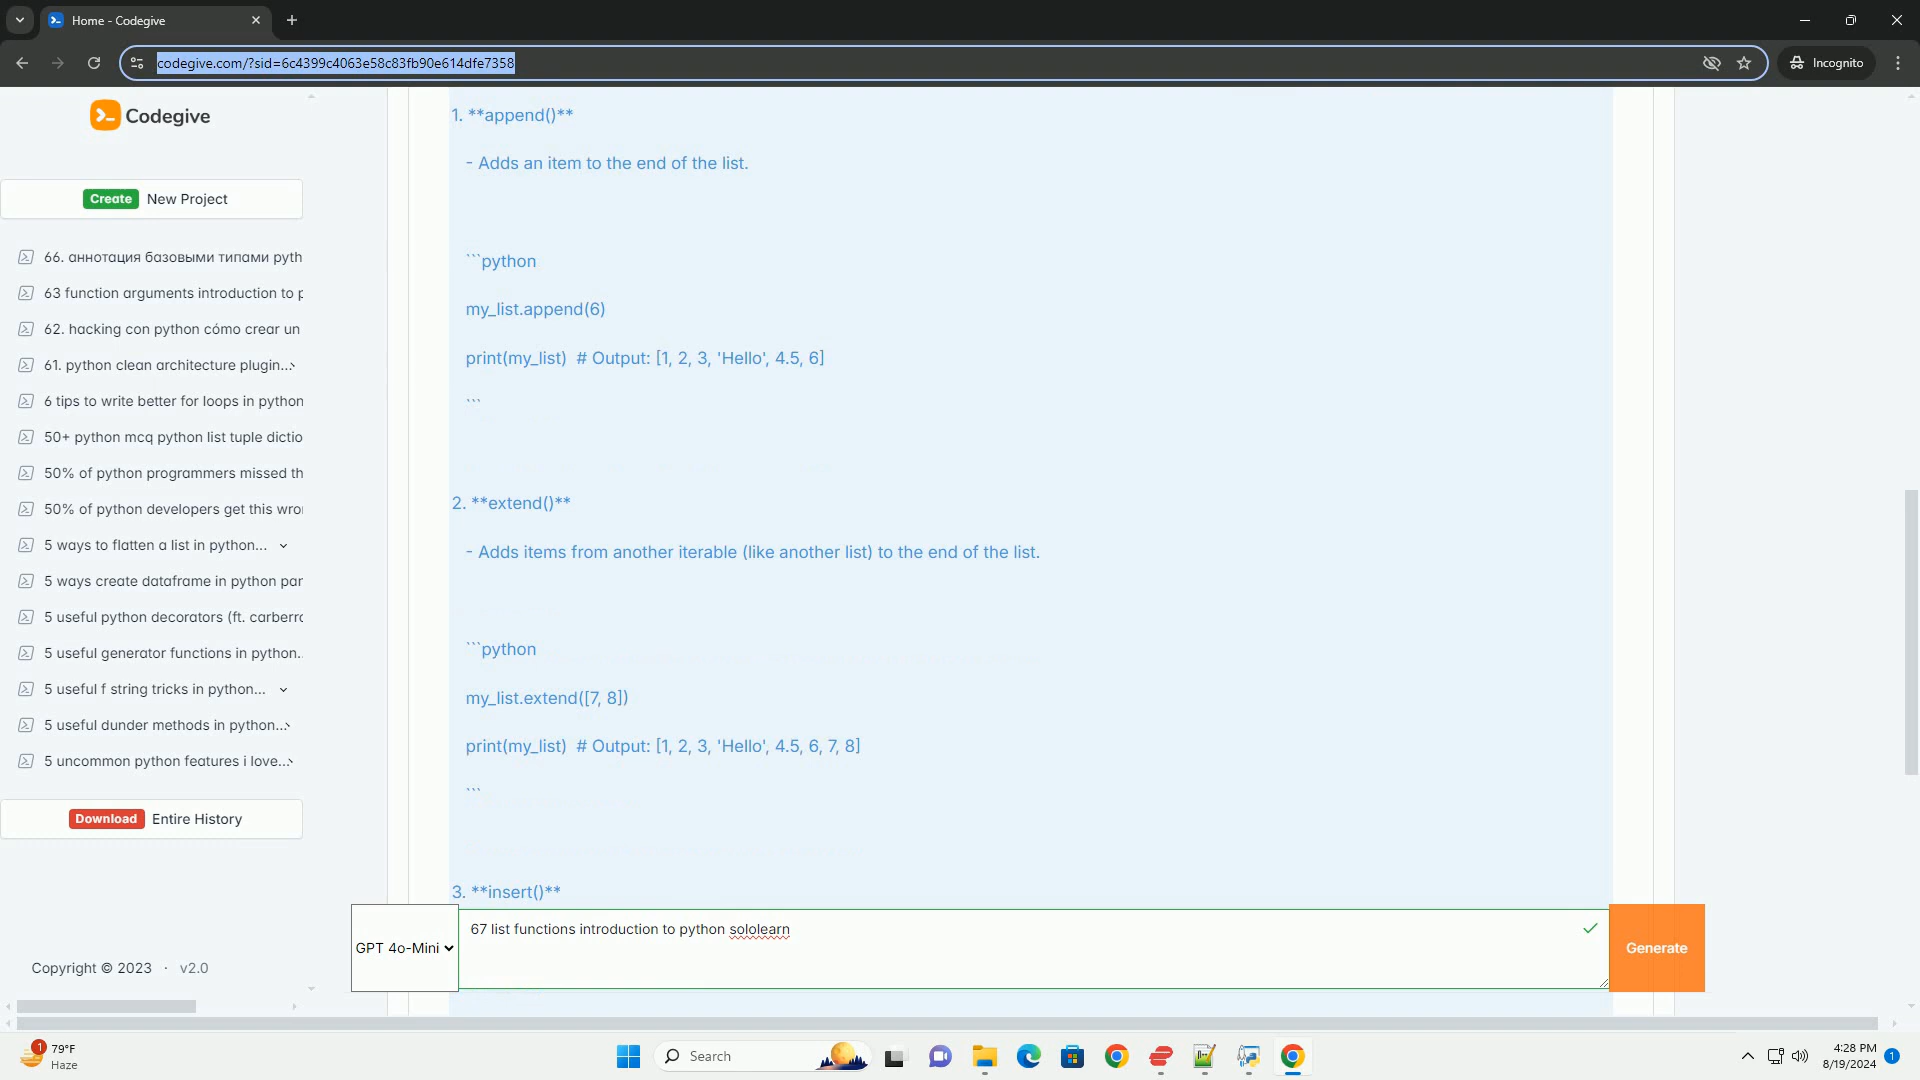 Home - Codegive
codegive.com/?sid=6c4399c4063e58c83fb90e614dfe7358
Incognito
Codegive
Create New Project
66. аннотация базовыми типами pyth
63 function arguments introduction to p
62. hacking con python cómo crear un
61. python clean architecture plugin...
6 tips to write better for loops in python
50+ python mcq python list tuple dictio
50% of python programmers missed th
50% of python developers get this wro
5 ways to flatten a list in python...
5 ways create dataframe in python pan
5 useful python decorators (ft. carberra
5 useful generator functions in python..
5 useful f string tricks in python...
5 useful dunder methods in python...
5 uncommon python features i love...
Download Entire History
Copyright © 2023 · v2.0
1. **append()**
- Adds an item to the end of the list.
```python
my_list.append(6)
print(my_list) # Output: [1, 2, 3, 'Hello', 4.5, 6]
```
2. **extend()**
- Adds items from another iterable (like another list) to the end of the list.
```python
my_list.extend([7, 8])
print(my_list) # Output: [1, 2, 3, 'Hello', 4.5, 6, 7, 8]
```
3. **insert()**
GPT 4o-Mini
67 list functions introduction to python sololearn
Generate
1
79°F
Haze
Search
4:28 PM
8/19/2024
1